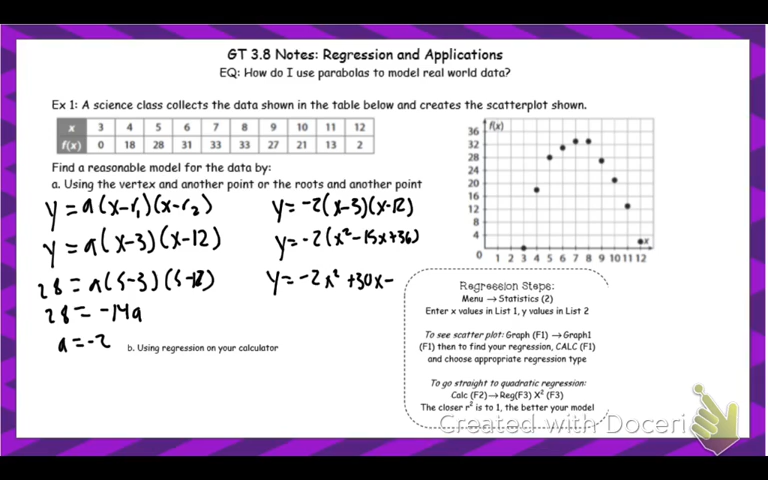 GT 3.8 Notes: Regression and Applications
EQ: How do I use parabolas to model real world data?
Ex 1: A science class collects the data shown in the table below and creates the scatterplot shown.
x 3 4 5 6 7 8 9 10 11 12
f(x) 0 18 28 31 33 33 27 21 13 2
Find a reasonable model for the data by:
a. Using the vertex and another point or the roots and another point
y = a(x-r₁)(x-r₂)
y = a(x-3)(x-12)
28 = a(5-3)(5-12)
28 = -14a
a = -2
y = -2(x-3)(x-12)
y = -2(x²-15x+36)
y = -2x²+30x-
b. Using regression on your calculator
f(x)
36
32
28
24
20
16
12
8
4
0 1 2 3 4 5 6 7 8 9 10 11 12
x
Regression Steps:
Menu → Statistics (2)
Enter x values in List 1, y values in List 2
To see scatter plot: Graph (F1) → Graph1
(F1) then to find your regression, CALC (F1)
and choose appropriate regression type
To go straight to quadratic regression:
Calc (F2)→ Reg(F3) X² (F3)
The closer r² is to 1, the better your model
Created with Doceri